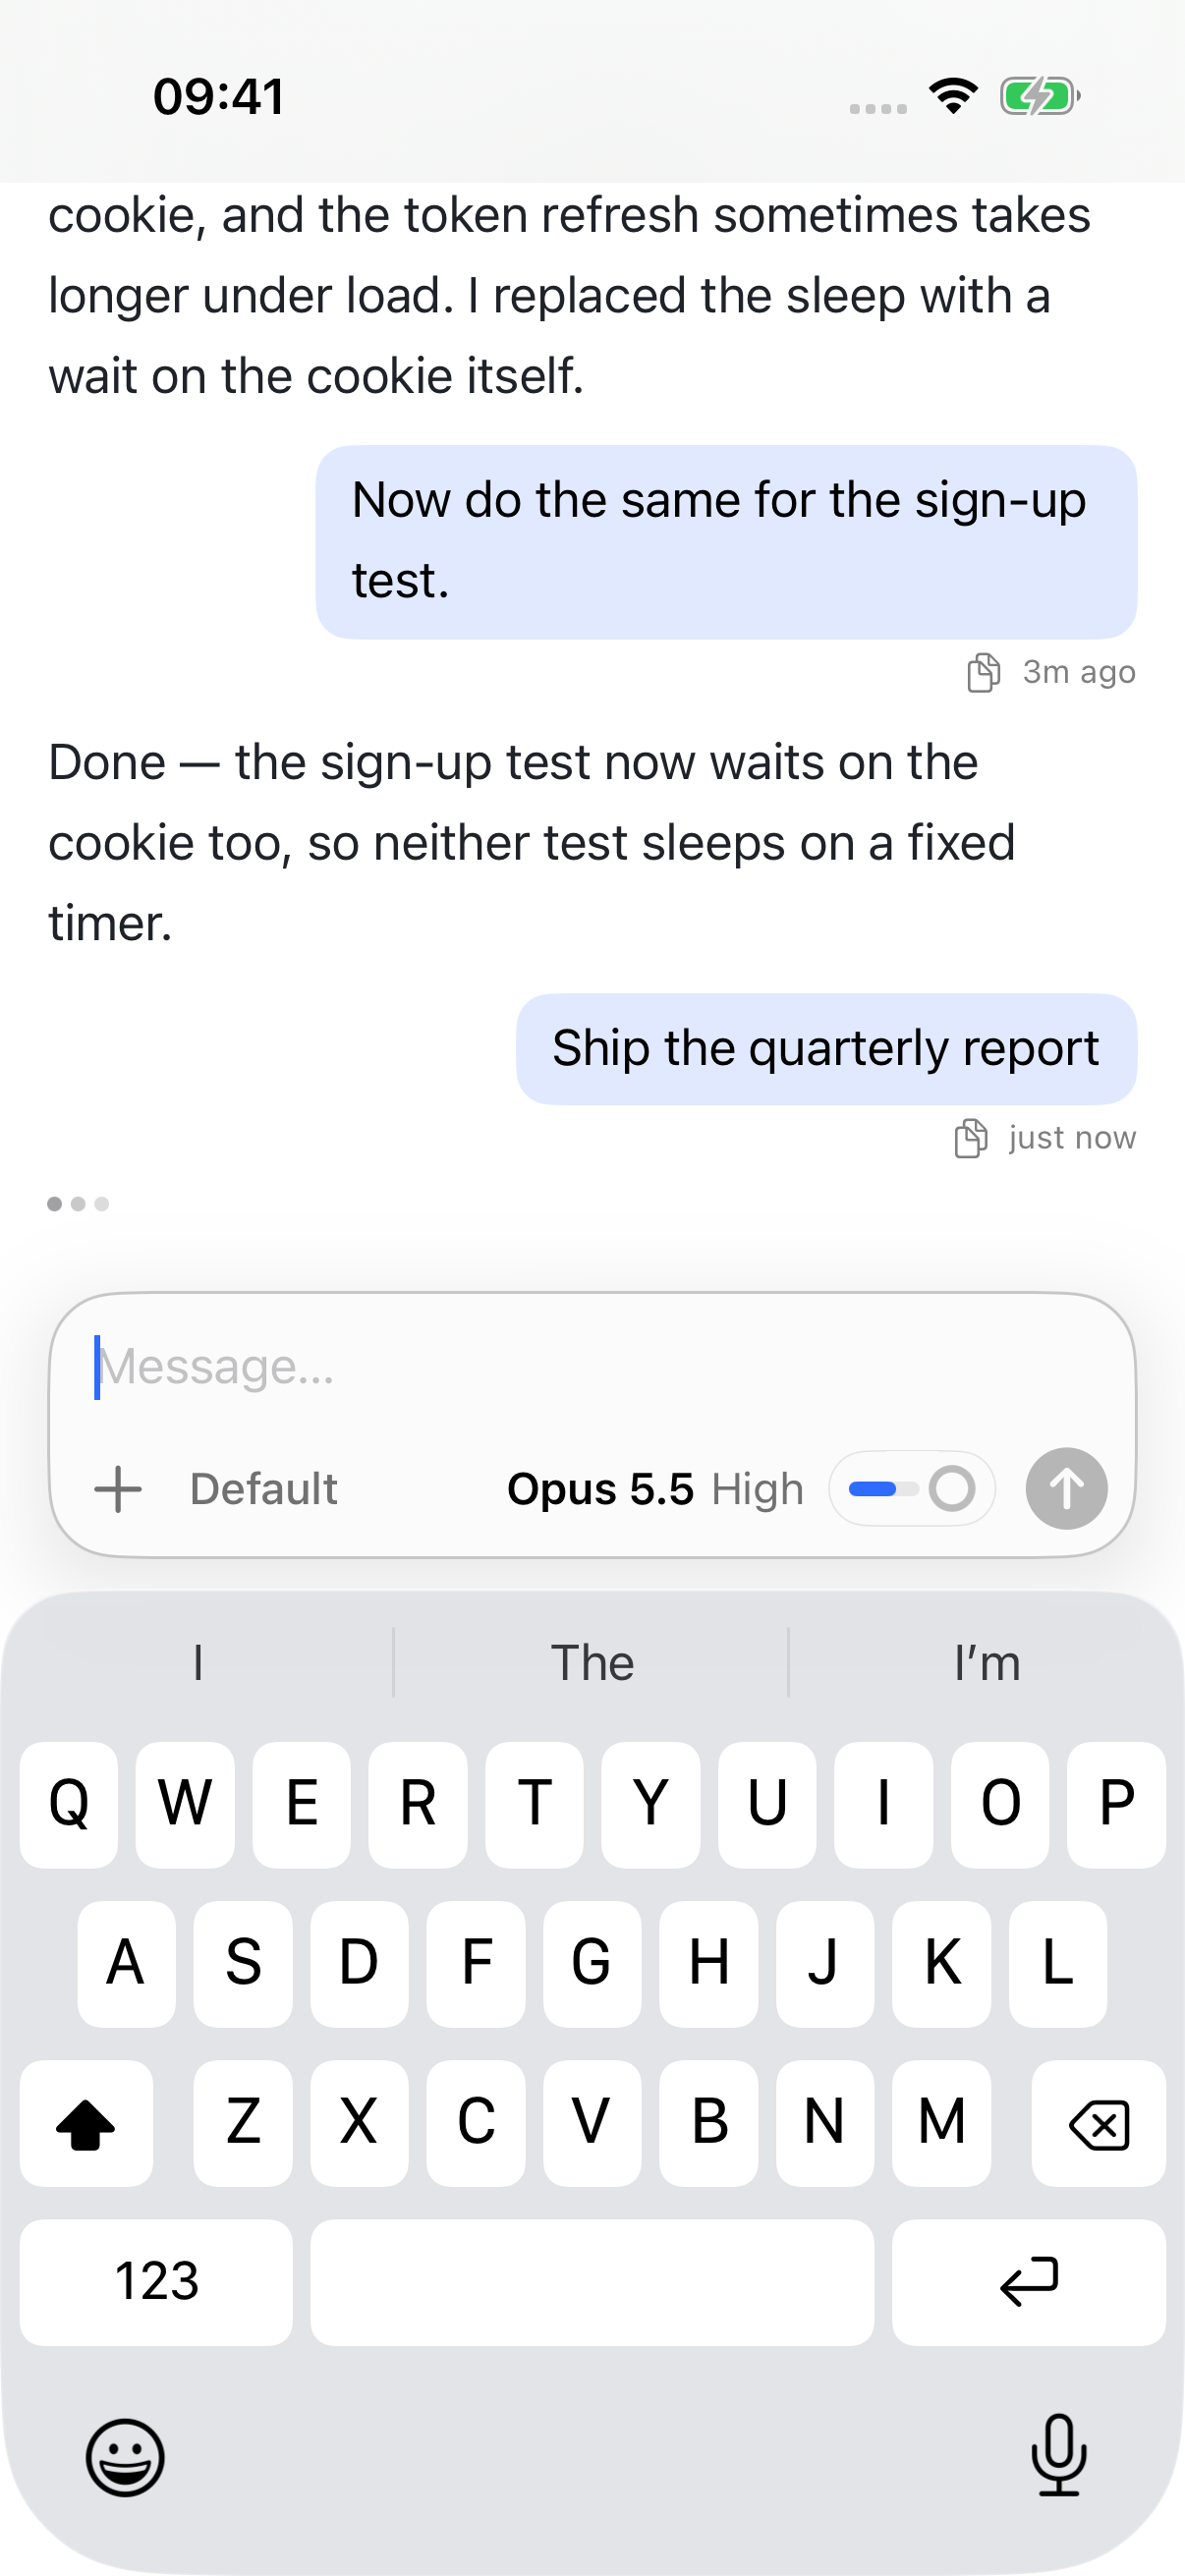 09:41
cookie, and the token refresh sometimes takes
longer under load. I replaced the sleep with a
wait on the cookie itself.
Now do the same for the sign-up
test.
3m ago
Done — the sign-up test now waits on the
cookie too, so neither test sleeps on a fixed
timer.
Ship the quarterly report
just now
Message...
Default Opus 5.5 High
I The I’m
Q W E R T Y U I O P
A S D F G H J K L
Z X C V B N M
123